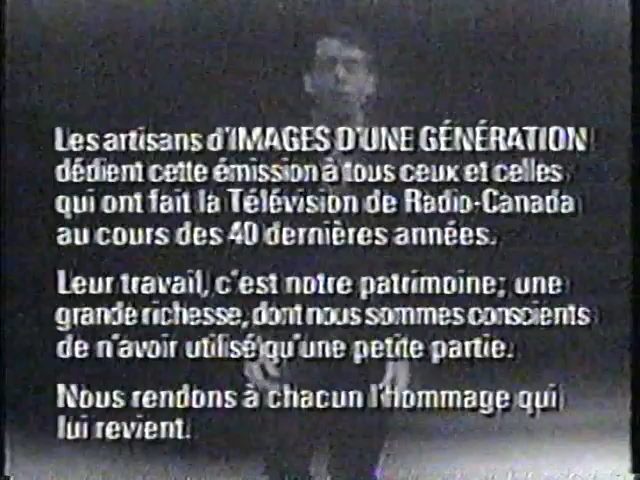 Les artisans d'IMAGES D'UNE GÉNÉRATION
dédient cette émission à tous ceux et celles
qui ont fait la Télévision de Radio-Canada
au cours des 40 dernières années.
Leur travail, c'est notre patrimoine; une
grande richesse, dont nous sommes conscients
de n'avoir utilisé qu'une petite partie.
Nous rendons à chacun l'hommage qui
lui revient.